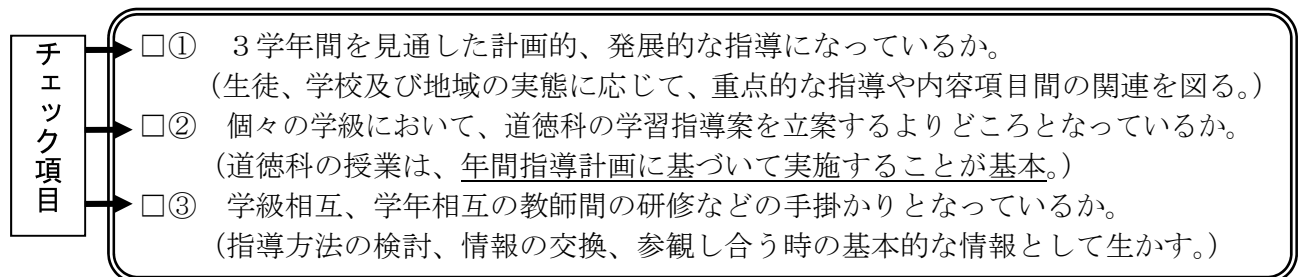 チェック項目
□① ３学年間を見通した計画的、発展的な指導になっているか。
(生徒、学校及び地域の実態に応じて、重点的な指導や内容項目間の関連を図る。)
□② 個々の学級において、道徳科の学習指導案を立案するよりどころとなっているか。
(道徳科の授業は、年間指導計画に基づいて実施することが基本。)
□③ 学級相互、学年相互の教師間の研修などの手掛かりとなっているか。
(指導方法の検討、情報の交換、参観し合う時の基本的な情報として生かす。)